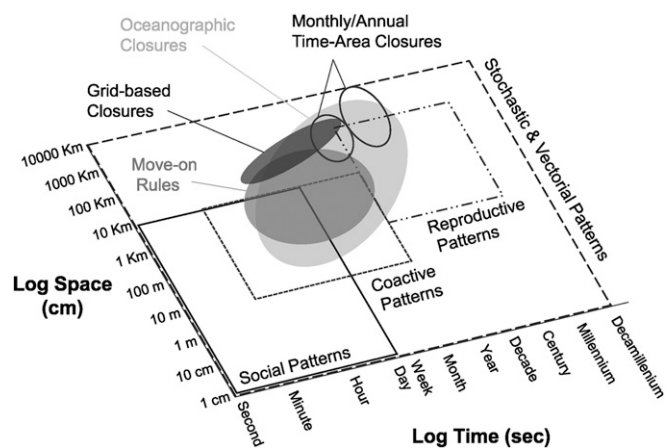 Oceanographic
Closures
Monthly/Annual
Time-Area Closures
Grid-based
Closures
Move-on
Rules
Stochastic & Vectorial Patterns
Reproductive
Patterns
Coactive
Patterns
Social Patterns
10000 Km
1000 Km
100 Km
10 Km
1 Km
100 m
10 m
1 m
10 cm
1 cm
Log Space
(cm)
Second
Minute
Hour
Day
Week
Month
Year
Decade
Century
Millennium
Decamillenium
Log Time (sec)